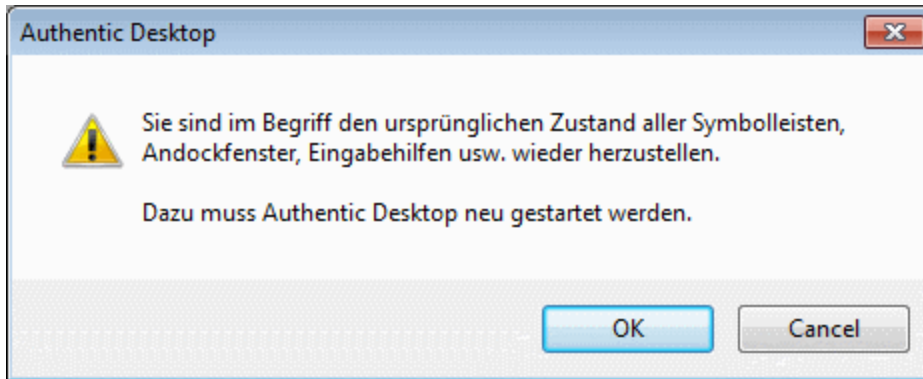 Authentic Desktop
Sie sind im Begriff den ursprünglichen Zustand aller Symbolleisten,
Andockfenster, Eingabehilfen usw. wieder herzustellen.
Dazu muss Authentic Desktop neu gestartet werden.
OK
Cancel